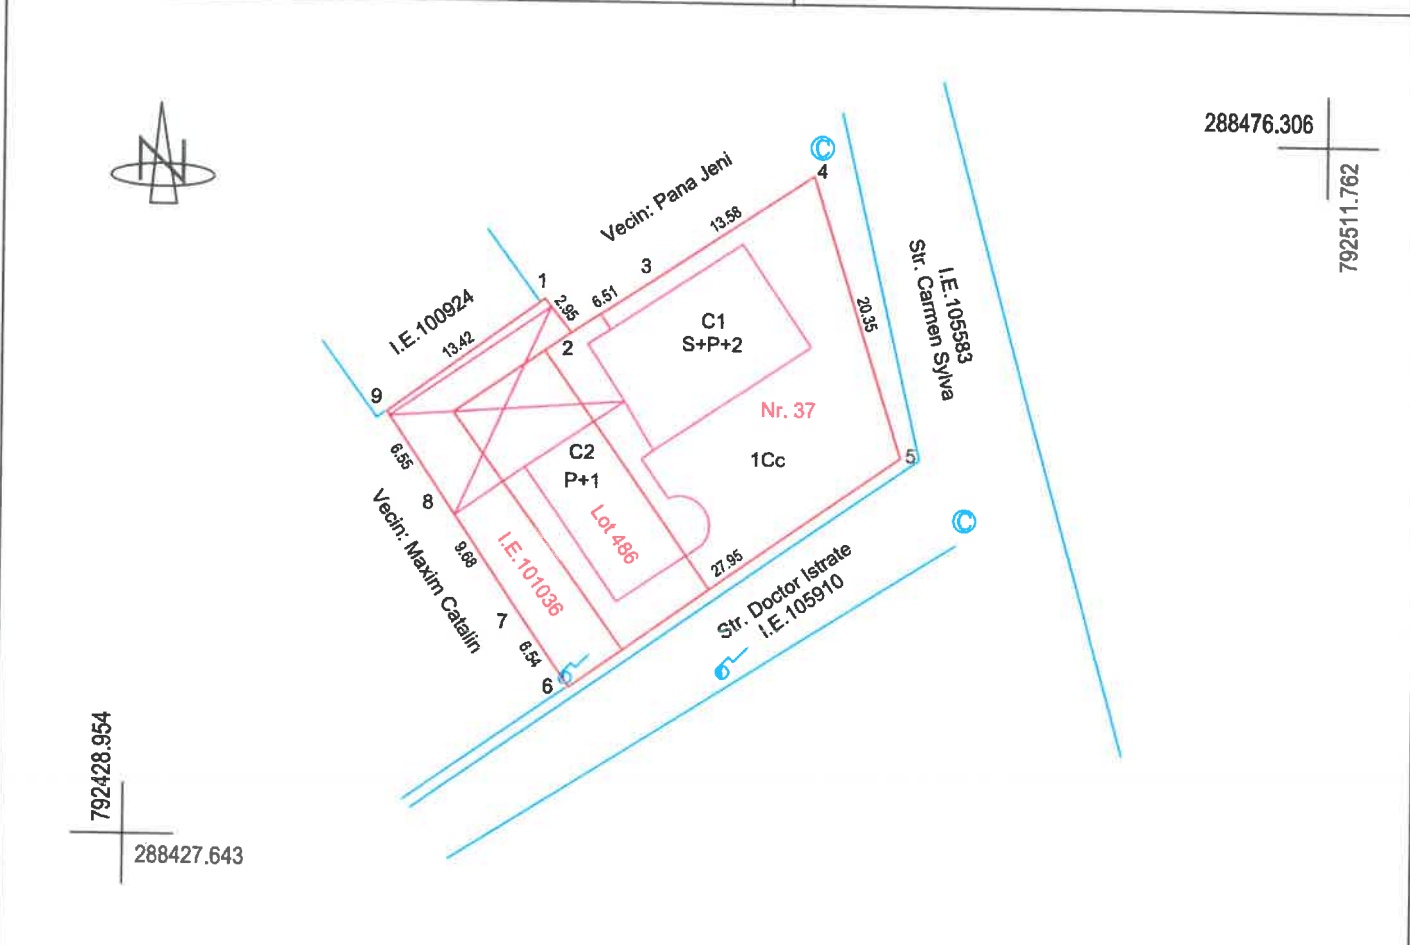 N
288476.306
792511.762
©
4
Vecin: Pana Jeni
13.58
3
1
6.51
2.95
I.E.100924
13.42
2
C1
S+P+2
20.35
I.E.105583
Str. Carmen Sylva
9
Nr. 37
6.55
C2
P+1
1Cc
5
8
Vecin: Maxim Catalin
9.68
I.E.101036
Lot 486
©
27.95
Str. Doctor Istrate
I.E.105910
7
6.54
6
792428.954
288427.643